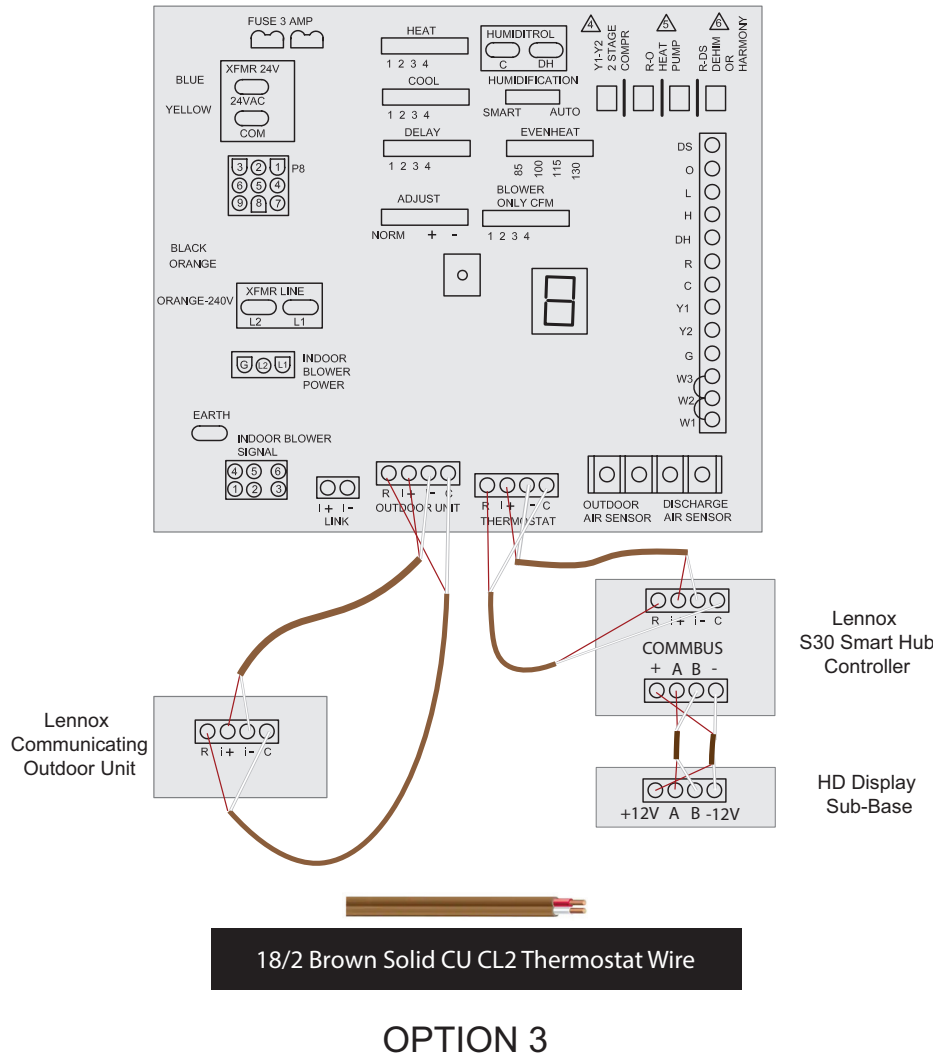 FUSE 3 AMP
BLUE
YELLOW
XFMR 24V
24VAC
COM
3 2 1
6 5 4
9 8 7
P8
BLACK
ORANGE
ORANGE-240V
XFMR LINE
L2 L1
G L2 L1
INDOOR
BLOWER
POWER
EARTH
INDOOR BLOWER
SIGNAL
4 5 6
1 2 3
HEAT
1 2 3 4
COOL
1 2 3 4
DELAY
1 2 3 4
ADJUST
NORM + -
HUMIDITROL
C DH
HUMIDIFICATION
SMART AUTO
EVENHEAT
85 100 115 130
BLOWER
ONLY CFM
1 2 3 4
4
Y1-Y2
2 STAGE
COMPR
5
R-O
HEAT
PUMP
6
R-DS
DEHIM
OR
HARMONY
DS
O
L
H
DH
R
C
Y1
Y2
G
W3
W2
W1
I+ I-
LINK
R I+ - C
OUTDOOR UNIT
R I+ - C
THERMOSTAT
OUTDOOR
AIR SENSOR
DISCHARGE
AIR SENSOR
R i+ i- C
COMMBUS
+ A B -
Lennox
S30 Smart Hub
Controller
Lennox
Communicating
Outdoor Unit
R i+ i- C
+12V A B -12V
HD Display
Sub-Base
18/2 Brown Solid CU CL2 Thermostat Wire
OPTION 3